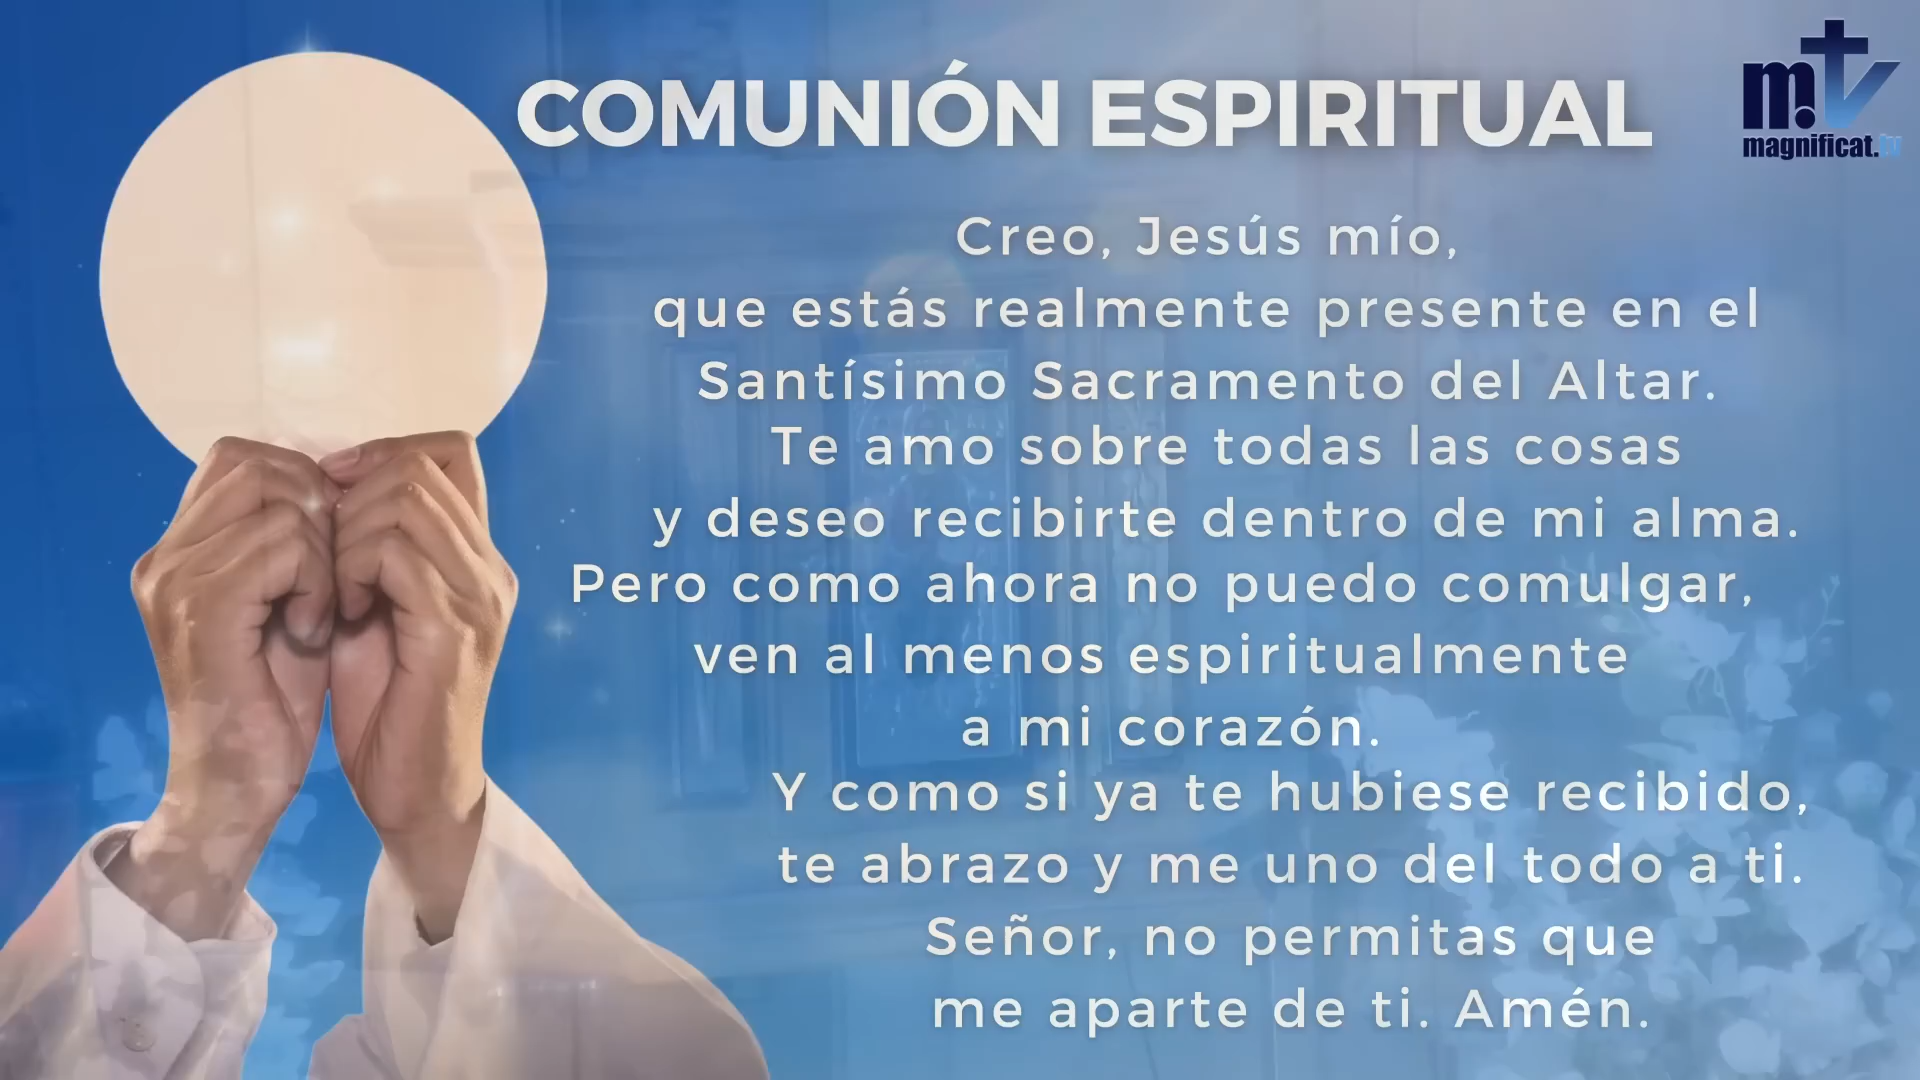 COMUNIÓN ESPIRITUAL
m.tv
magnificat.tv
Creo, Jesús mío,
que estás realmente presente en el
Santísimo Sacramento del Altar.
Te amo sobre todas las cosas
y deseo recibirte dentro de mi alma.
Pero como ahora no puedo comulgar,
ven al menos espiritualmente
a mi corazón.
Y como si ya te hubiese recibido,
te abrazo y me uno del todo a ti.
Señor, no permitas que
me aparte de ti. Amén.